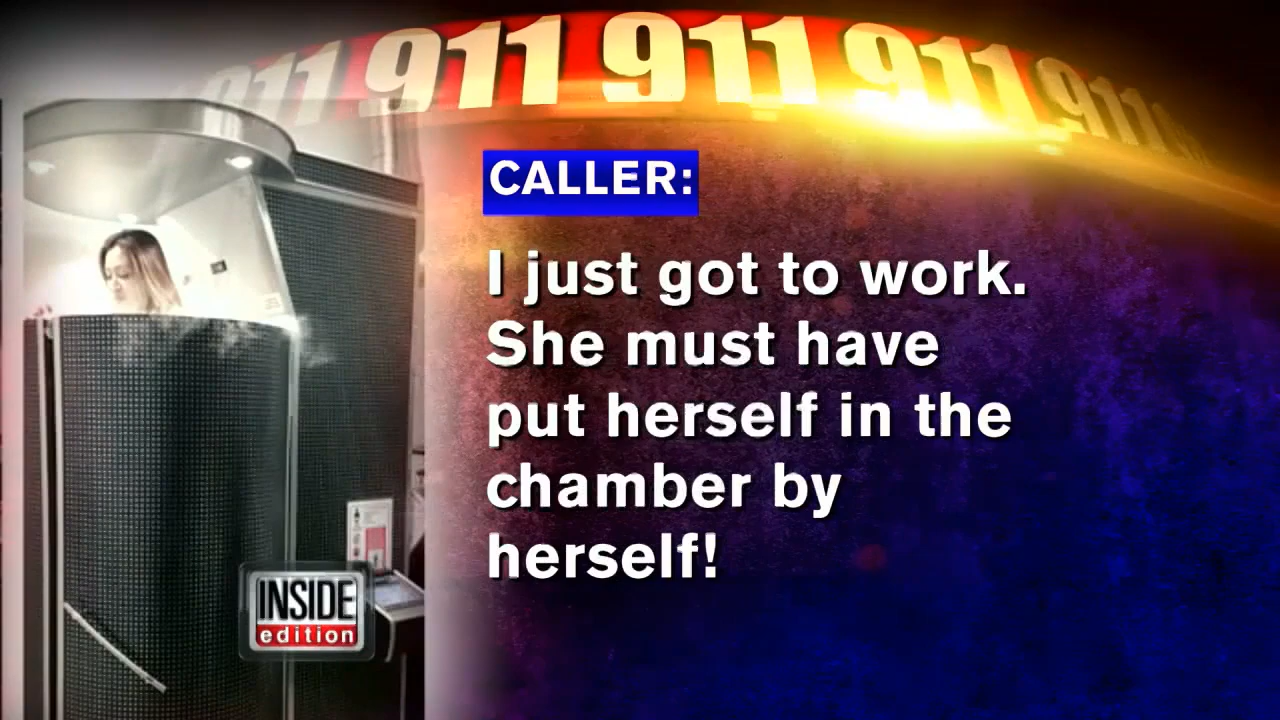 911 911 911 911 911
CALLER:
I just got to work.
She must have
put herself in the
chamber by
herself!
INSIDE
edition